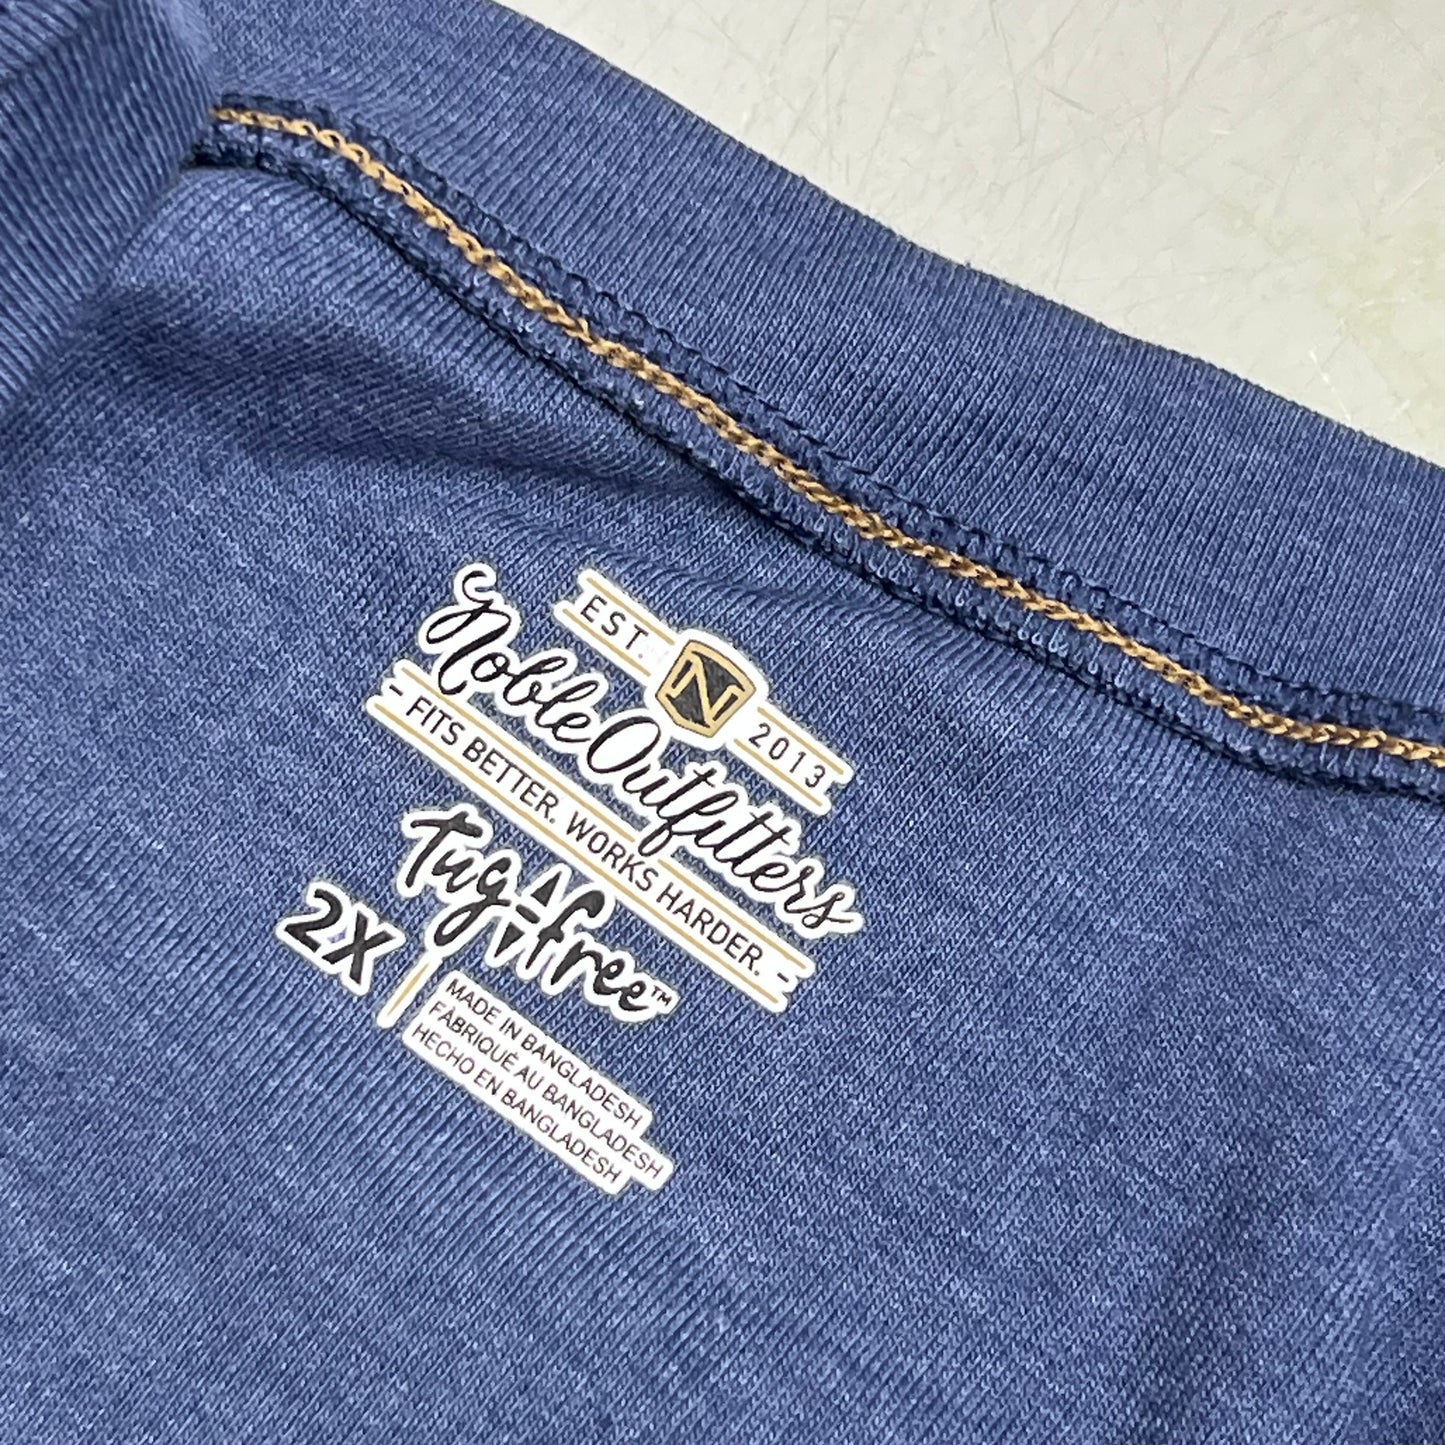 EST. N 2013
Noble Outfitters
- FITS BETTER. WORKS HARDER. -
Tug free™
2X
MADE IN BANGLADESH
FABRIQUÉ AU BANGLADESH
HECHO EN BANGLADESH